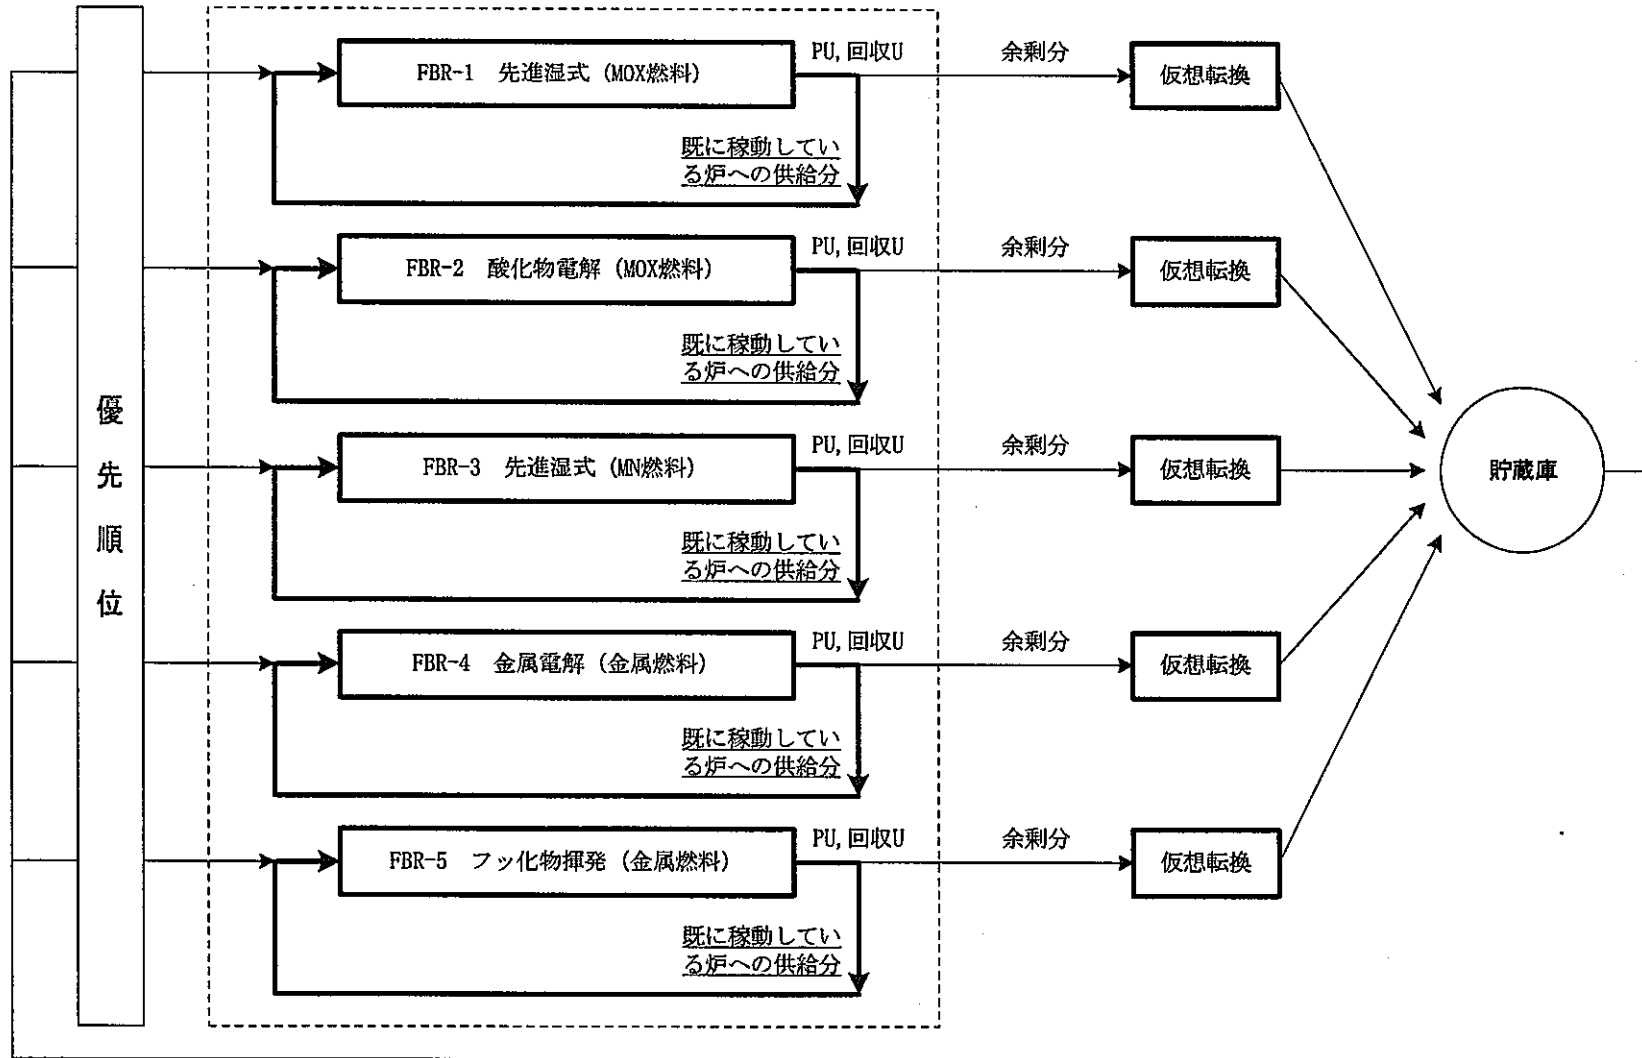 優先順位
FBR-1 先進湿式 (MOX燃料)
PU, 回収U
余剰分
仮想転換
既に稼動してい
る炉への供給分
FBR-2 酸化物電解 (MOX燃料)
PU, 回収U
余剰分
仮想転換
既に稼動してい
る炉への供給分
FBR-3 先進湿式 (MN燃料)
PU, 回収U
余剰分
仮想転換
既に稼動してい
る炉への供給分
貯蔵庫
FBR-4 金属電解 (金属燃料)
PU, 回収U
余剰分
仮想転換
既に稼動してい
る炉への供給分
FBR-5 フッ化物揮発 (金属燃料)
PU, 回収U
余剰分
仮想転換
既に稼動してい
る炉への供給分